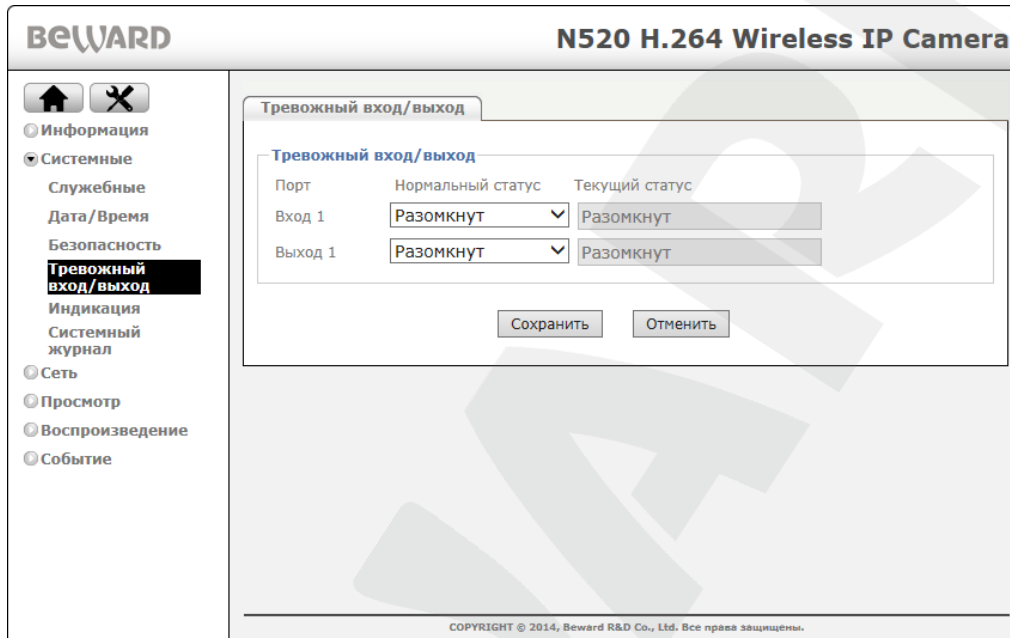 BEWARD
N520 H.264 Wireless IP Camera
Информация
Системные
Служебные
Дата/Время
Безопасность
Тревожный
вход/выход
Индикация
Системный
журнал
Сеть
Просмотр
Воспроизведение
Событие
Тревожный вход/выход
Тревожный вход/выход
Порт Нормальный статус Текущий статус
Вход 1 Разомкнут Разомкнут
Выход 1 Разомкнут Разомкнут
Сохранить Отменить
COPYRIGHT © 2014, Beward R&D Co., Ltd. Все права защищены.